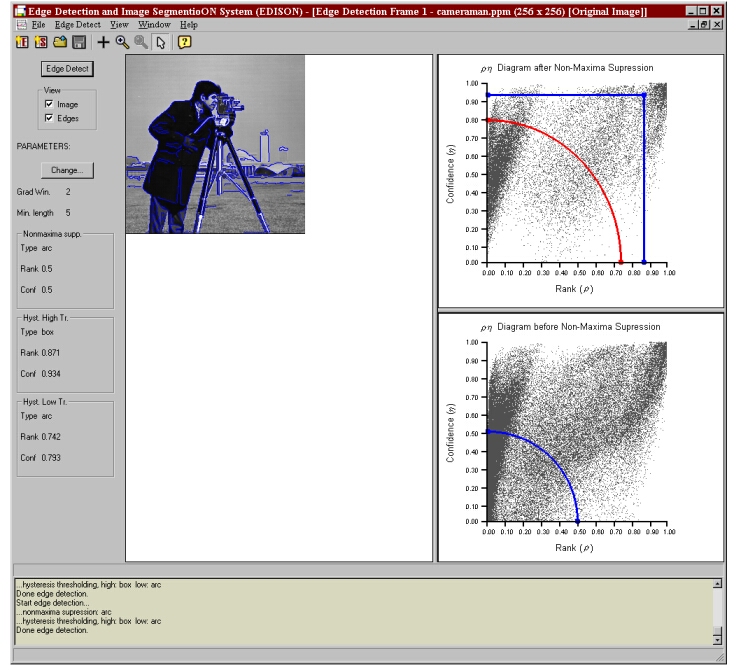 Edge Detection and Image SegmentioON System (EDISON) - [Edge Detection Frame 1 - cameraman.ppm (256 x 256) [Original Image]]
File Edge Detect View Window Help
Edge Detect
View
Image
Edges
PARAMETERS:
Change...
Grad Win. 2
Min. length 5
Nonmaxima supp.
Type arc
Rank 0.5
Conf 0.5
Hyst. High Tr.
Type box
Rank 0.871
Conf 0.934
Hyst. Low Tr.
Type arc
Rank 0.742
Conf 0.793
ρη Diagram after Non-Maxima Supression
Confidence (η)
1.00
0.90
0.80
0.70
0.60
0.50
0.40
0.30
0.20
0.10
0.00
0.00 0.10 0.20 0.30 0.40 0.50 0.60 0.70 0.80 0.90 1.00
Rank (ρ)
ρη Diagram before Non-Maxima Supression
Confidence (η)
1.00
0.90
0.80
0.70
0.60
0.50
0.40
0.30
0.20
0.10
0.00
0.00 0.10 0.20 0.30 0.40 0.50 0.60 0.70 0.80 0.90 1.00
Rank (ρ)
...hysteresis thresholding, high: box low: arc
Done edge detection.
Start edge detection...
...nonmaxima supression: arc
...hysteresis thresholding, high: box low: arc
Done edge detection.